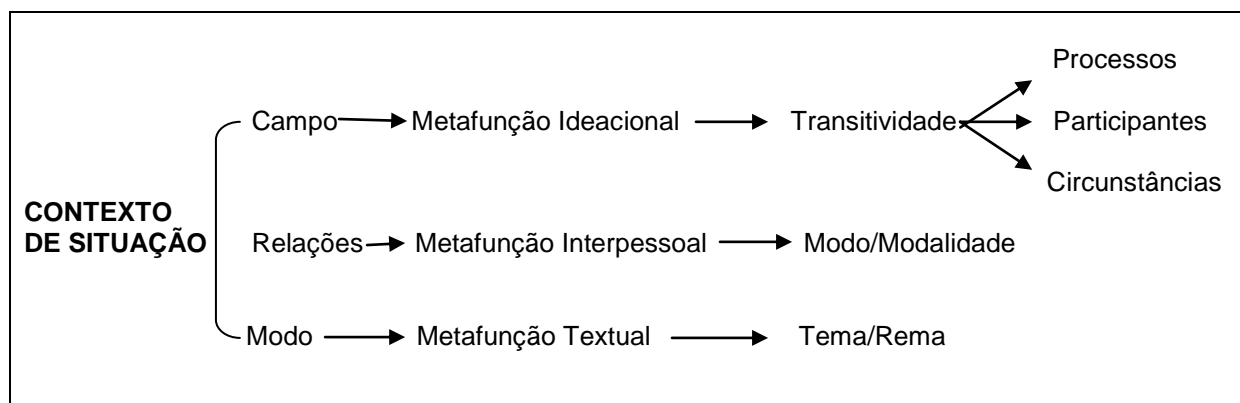 Processos
Campo Metafunção Ideacional Transitividade Participantes
Circunstâncias
CONTEXTO
DE SITUAÇÃO
Relações Metafunção Interpessoal Modo/Modalidade
Modo Metafunção Textual Tema/Rema